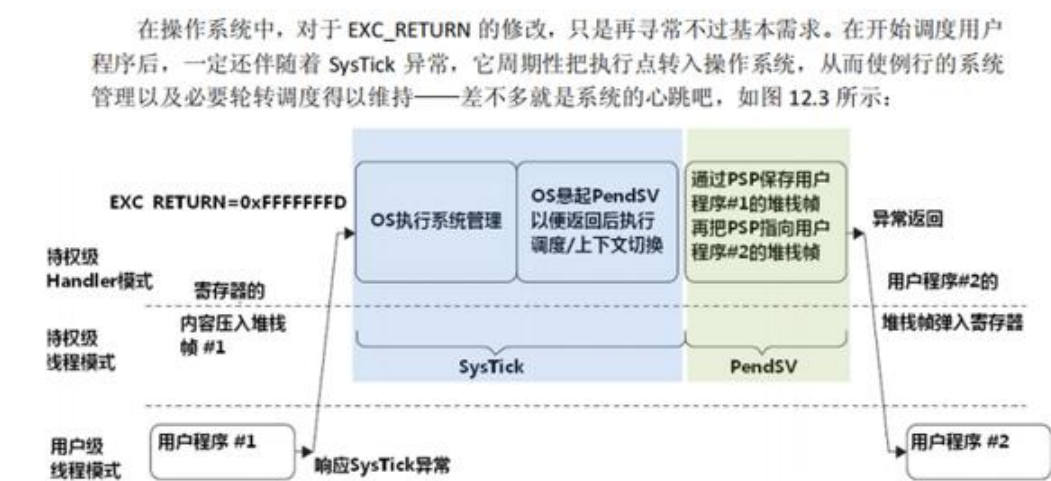 在操作系统中，对于 EXC_RETURN 的修改，只是再寻常不过基本需求。在开始调度用户
程序后，一定还伴随着 SysTick 异常，它周期性把执行点转入操作系统，从而使例行的系统
管理以及必要轮转调度得以维持——差不多就是系统的心跳吧，如图 12.3 所示：
EXC RETURN=0xFFFFFFFD
OS执行系统管理
OS悬起PendSV
以便返回后执行
调度/上下文切换
通过PSP保存用户
程序#1的堆栈帧
再把PSP指向用户
程序#2的堆栈帧
异常返回
特权级
Handler模式
寄存器的
内容压入堆栈
帧 #1
用户程序#2的
堆栈帧弹入寄存器
特权级
线程模式
SysTick
PendSV
用户级
线程模式
用户程序 #1
响应SysTick异常
用户程序 #2